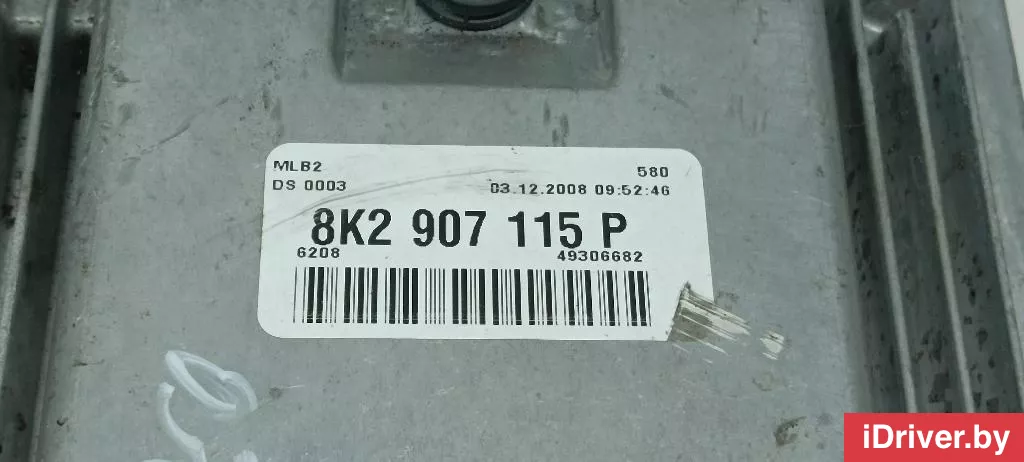 MLB2 580
DS 0003 03.12.2008 09:52:46
8K2 907 115 P
6208 49306682
iDriver.by